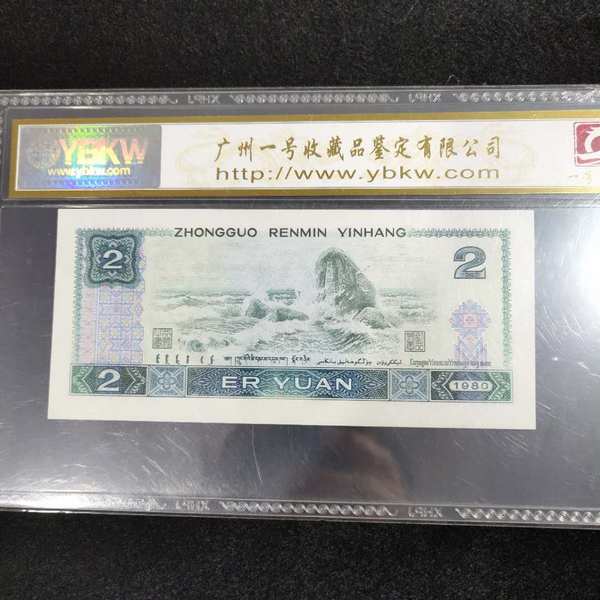 YBKW
www.ybkw.com
广州一号收藏品鉴定有限公司
http://www.ybkw.com
ZHONGGUO RENMIN YINHANG
2
2
2
ER YUAN
1980